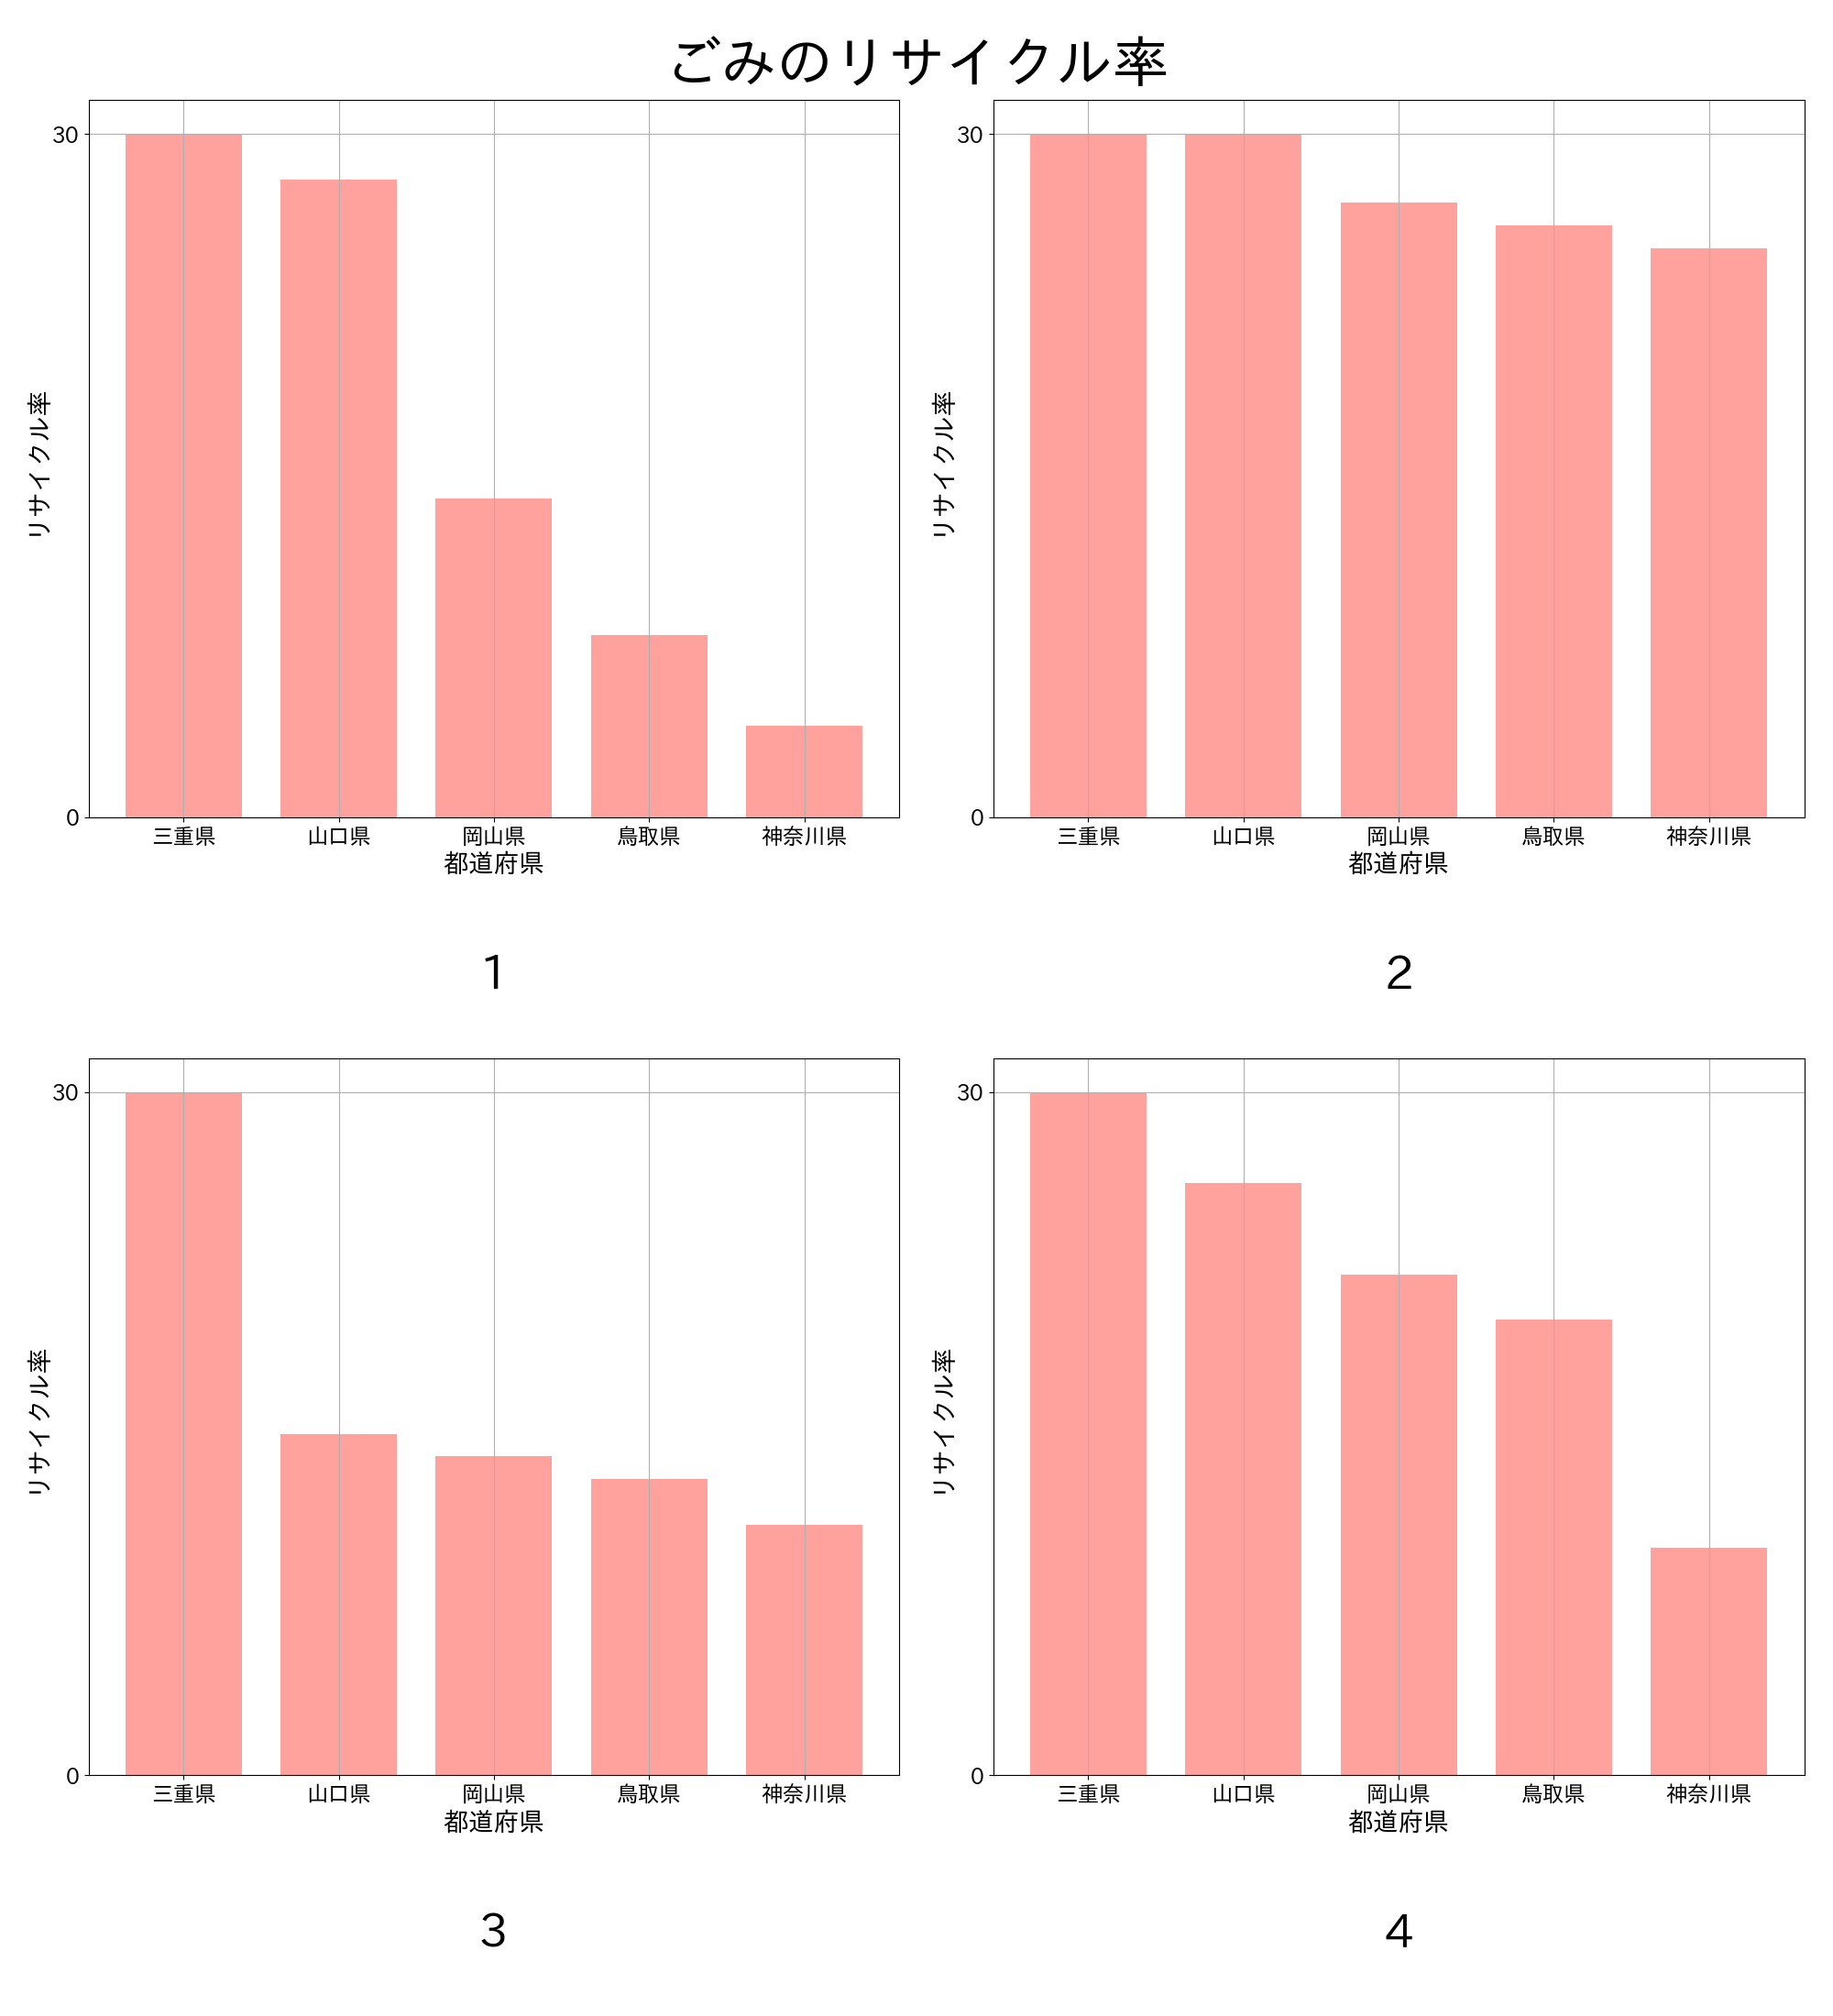 ごみのリサイクル率
30
0
リサイクル率
三重県 山口県 岡山県 鳥取県 神奈川県
都道府県
1
30
0
リサイクル率
三重県 山口県 岡山県 鳥取県 神奈川県
都道府県
2
30
0
リサイクル率
三重県 山口県 岡山県 鳥取県 神奈川県
都道府県
3
30
0
リサイクル率
三重県 山口県 岡山県 鳥取県 神奈川県
都道府県
4